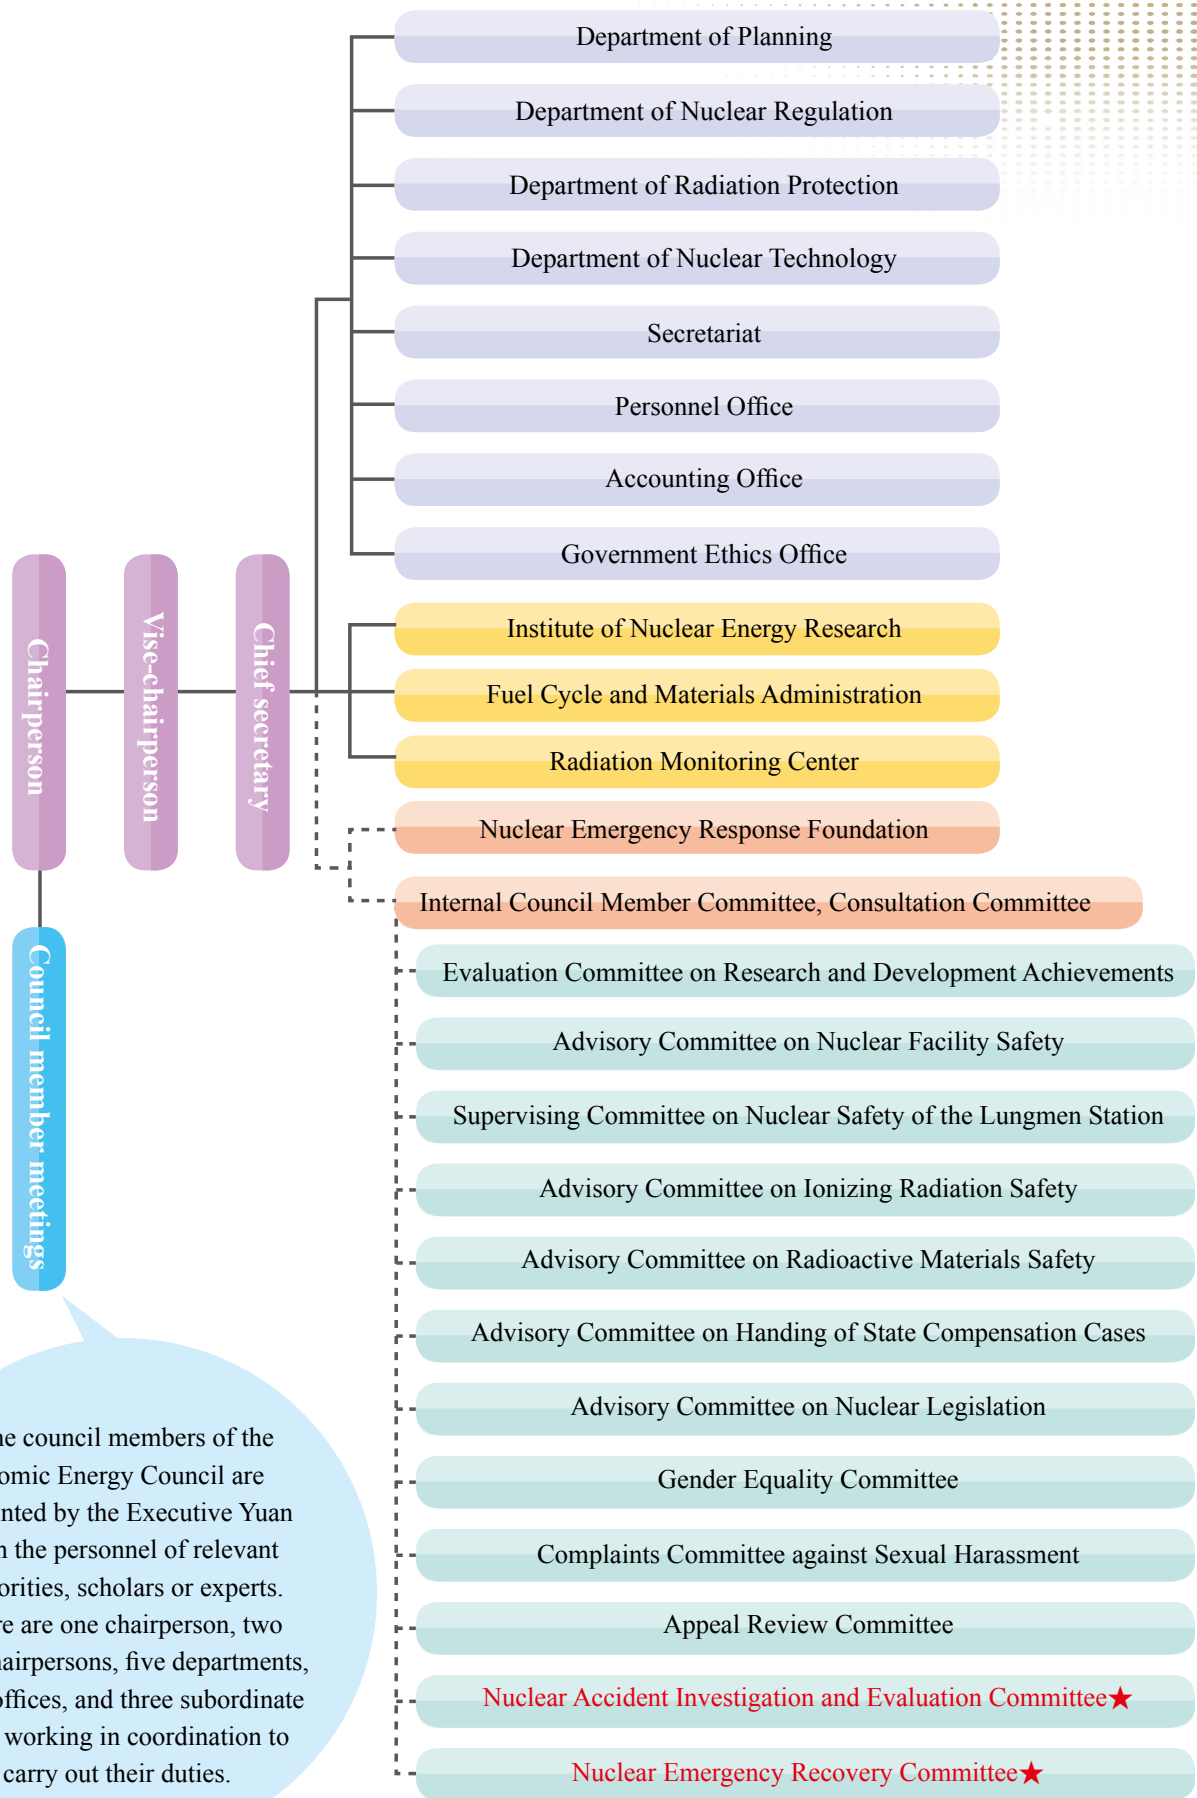 Department of Planning
Department of Nuclear Regulation
Department of Radiation Protection
Department of Nuclear Technology
Secretariat
Personnel Office
Accounting Office
Government Ethics Office
Chairperson
Vise-chairperson
Chief secretary
Institute of Nuclear Energy Research
Fuel Cycle and Materials Administration
Radiation Monitoring Center
Nuclear Emergency Response Foundation
Internal Council Member Committee, Consultation Committee
Council member meetings
Evaluation Committee on Research and Development Achievements
Advisory Committee on Nuclear Facility Safety
Supervising Committee on Nuclear Safety of the Lungmen Station
Advisory Committee on Ionizing Radiation Safety
Advisory Committee on Radioactive Materials Safety
Advisory Committee on Handing of State Compensation Cases
Advisory Committee on Nuclear Legislation
Gender Equality Committee
Complaints Committee against Sexual Harassment
Appeal Review Committee
Nuclear Accident Investigation and Evaluation Committee★
Nuclear Emergency Recovery Committee★
council members of the
Energy Council are
by the Executive Yuan
the personnel of relevant
scholars or experts.
are one chairperson, two
five departments,
offices, and three subordinate
working in coordination to
carry out their duties.